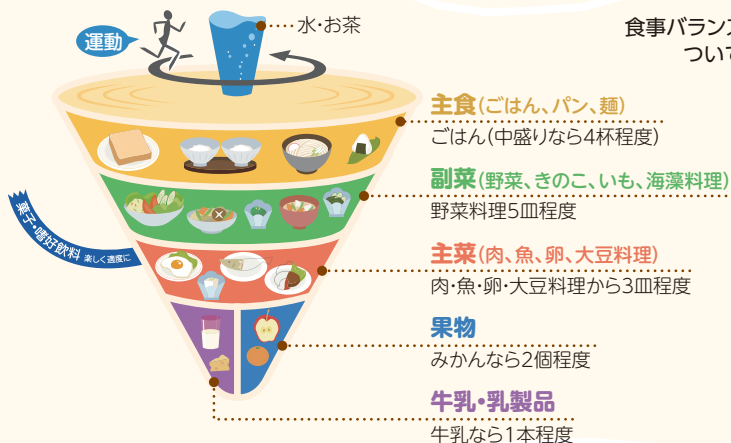 水・お茶
運動
食事バランス
つい
主食(ごはん、パン、麺)
ごはん(中盛りなら4杯程度)
副菜(野菜、きのこ、いも、海藻料理)
野菜料理5皿程度
菓子・嗜好飲料 楽しく適度に
主菜(肉、魚、卵、大豆料理)
肉・魚・卵・大豆料理から3皿程度
果物
みかんなら2個程度
牛乳・乳製品
牛乳なら1本程度